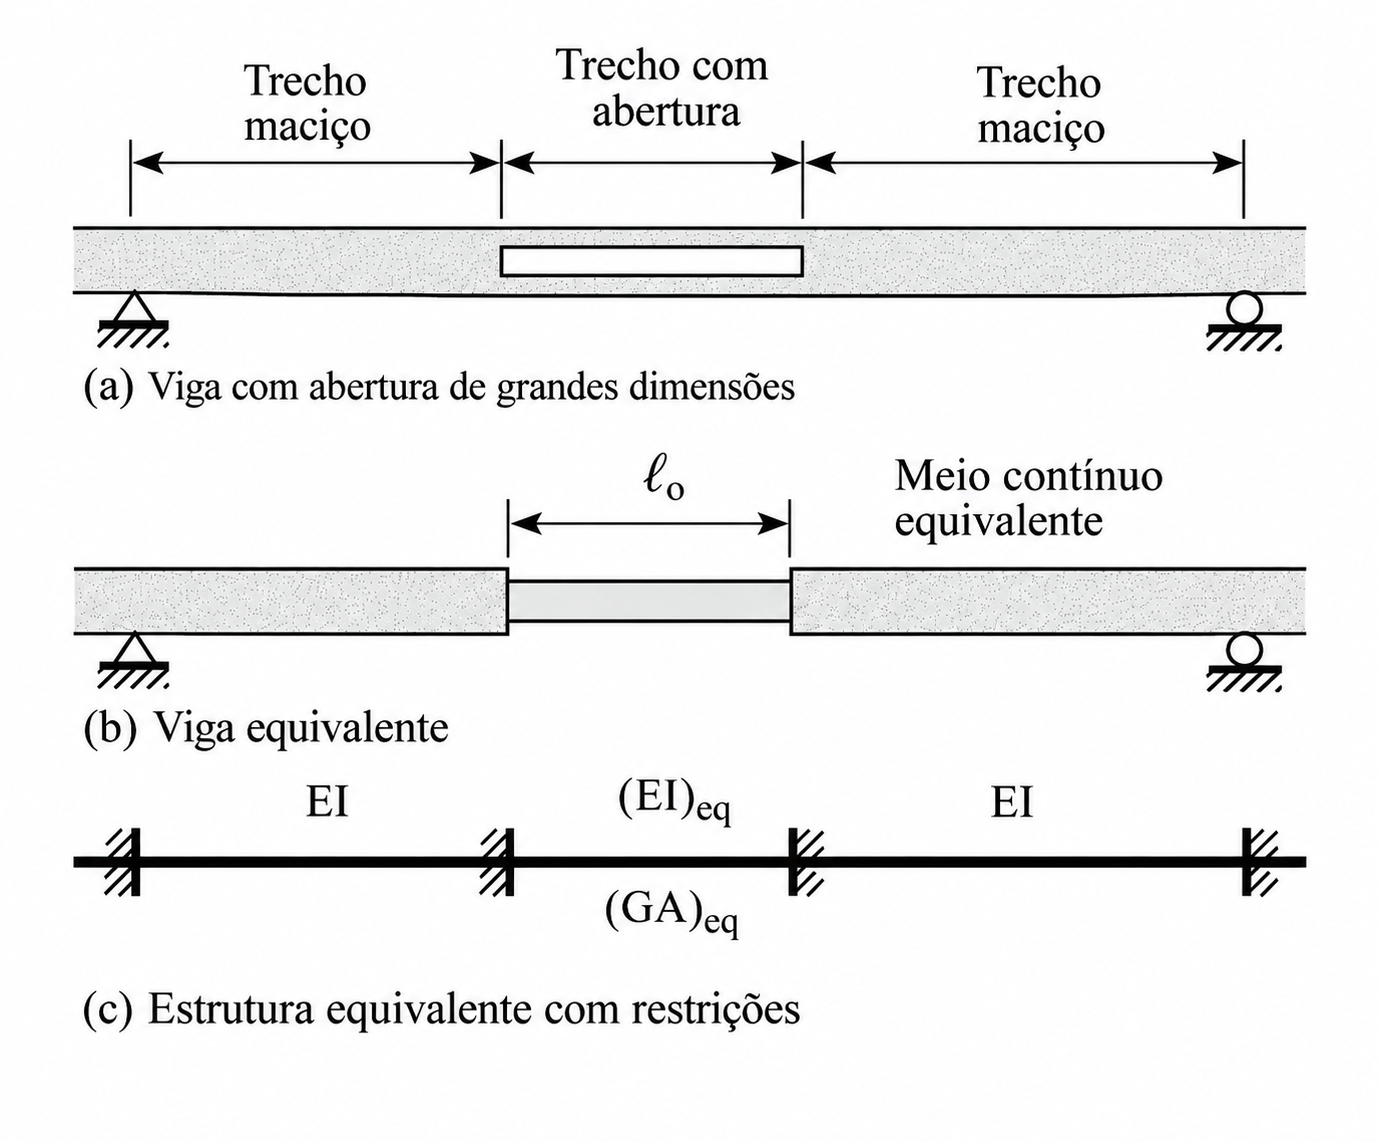 Trecho
maciço
Trecho com
abertura
Trecho
maciço
(a) Viga com abertura de grandes dimensões
ℓo
Meio contínuo
equivalente
(b) Viga equivalente
EI
(EI)eq
EI
(GA)eq
(c) Estrutura equivalente com restrições